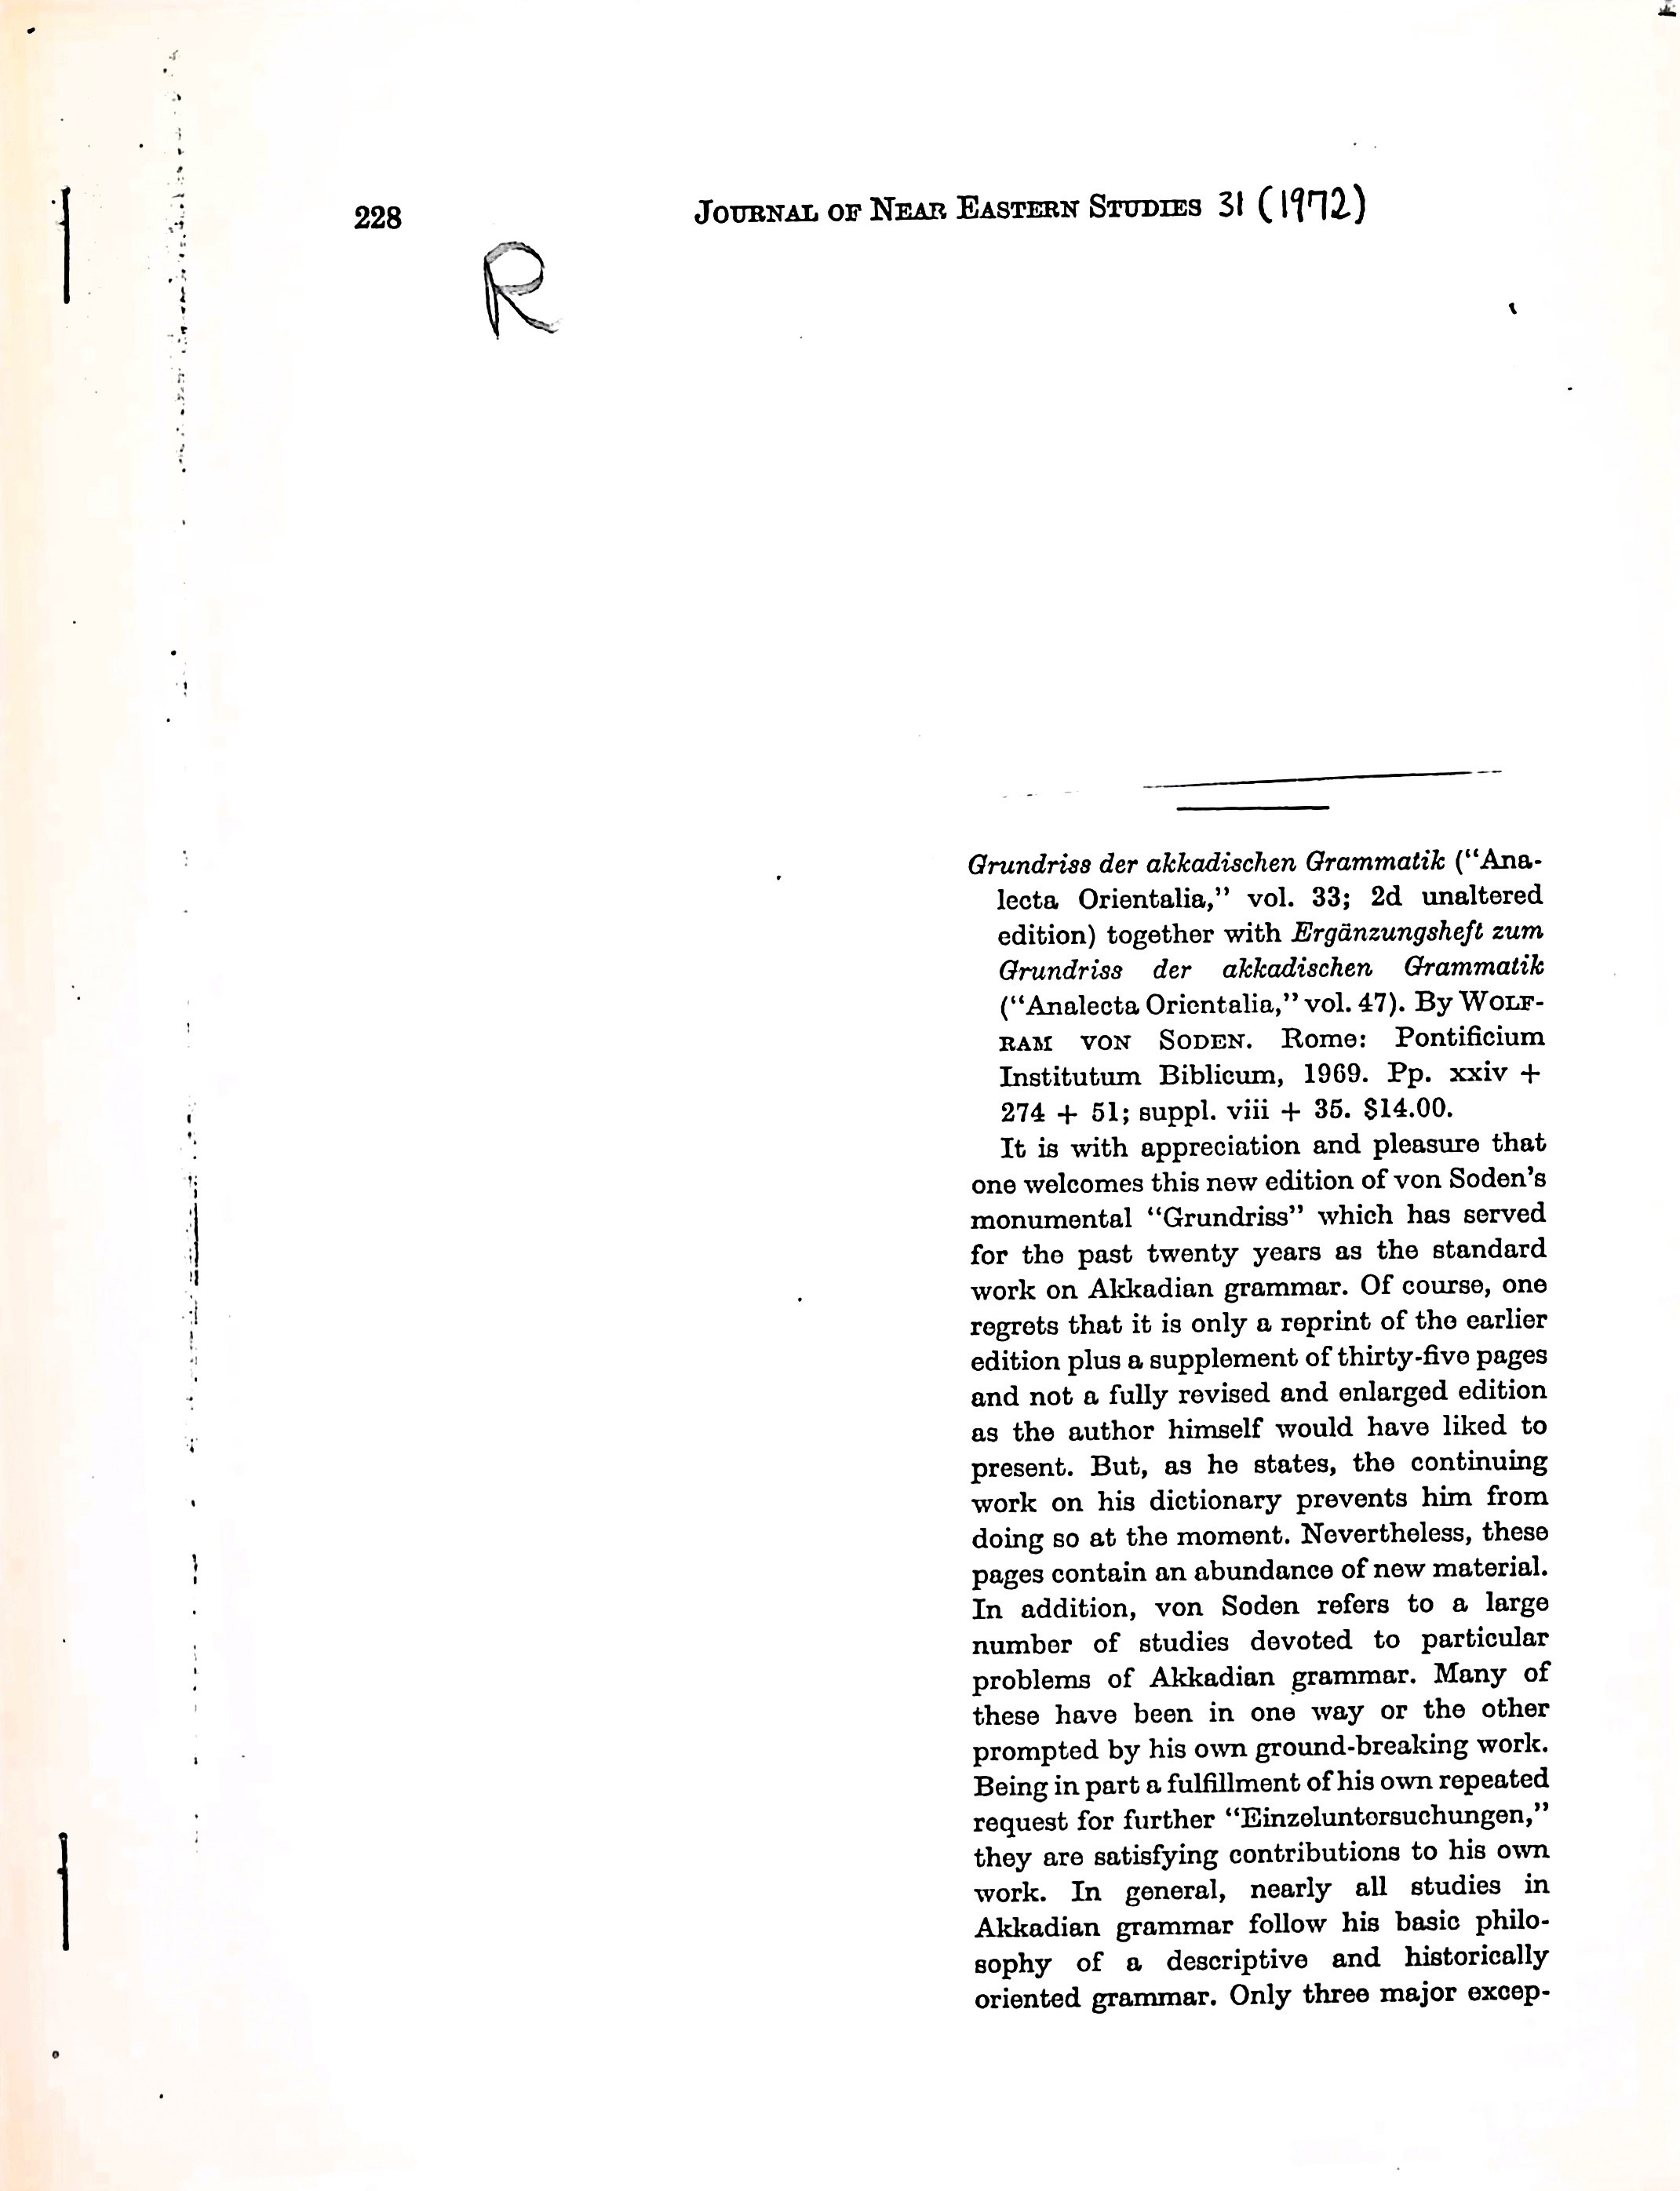 228
JOURNAL OF NEAR EASTERN STUDIES 31 (1972)
R
Grundriss der akkadischen Grammatik (“Ana-
lecta Orientalia,” vol. 33; 2d unaltered
edition) together with Ergänzungsheft zum
Grundriss der akkadischen Grammatik
(“Analecta Orientalia,” vol. 47). By WOLF-
RAM VON SODEN. Rome: Pontificium
Institutum Biblicum, 1969. Pp. xxiv +
274 + 51; suppl. viii + 35. $14.00.
It is with appreciation and pleasure that
one welcomes this new edition of von Soden’s
monumental “Grundriss” which has served
for the past twenty years as the standard
work on Akkadian grammar. Of course, one
regrets that it is only a reprint of the earlier
edition plus a supplement of thirty-five pages
and not a fully revised and enlarged edition
as the author himself would have liked to
present. But, as he states, the continuing
work on his dictionary prevents him from
doing so at the moment. Nevertheless, these
pages contain an abundance of new material.
In addition, von Soden refers to a large
number of studies devoted to particular
problems of Akkadian grammar. Many of
these have been in one way or the other
prompted by his own ground-breaking work.
Being in part a fulfillment of his own repeated
request for further “Einzeluntersuchungen,”
they are satisfying contributions to his own
work. In general, nearly all studies in
Akkadian grammar follow his basic philo-
sophy of a descriptive and historically
oriented grammar. Only three major excep-